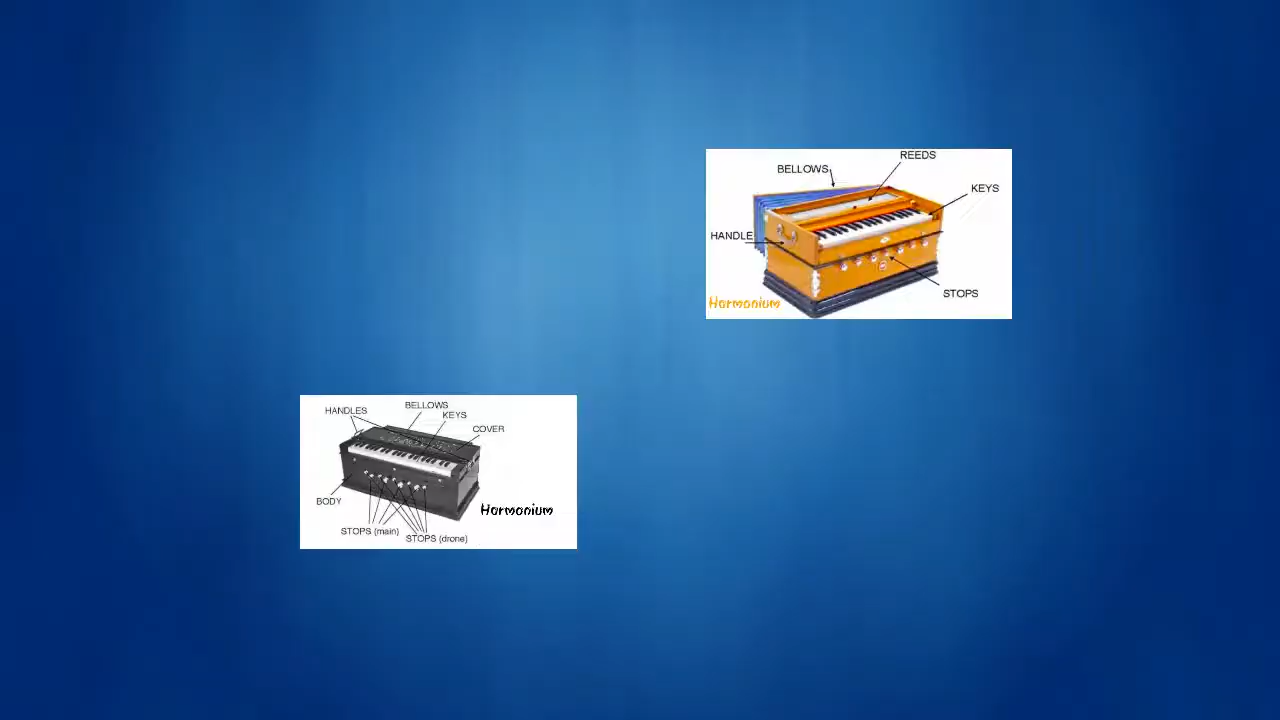 REEDS
BELLOWS
KEYS
HANDLE
STOPS
Harmonium
BELLOWS
HANDLES
KEYS
COVER
BODY
Harmonium
STOPS (main)
STOPS (drone)